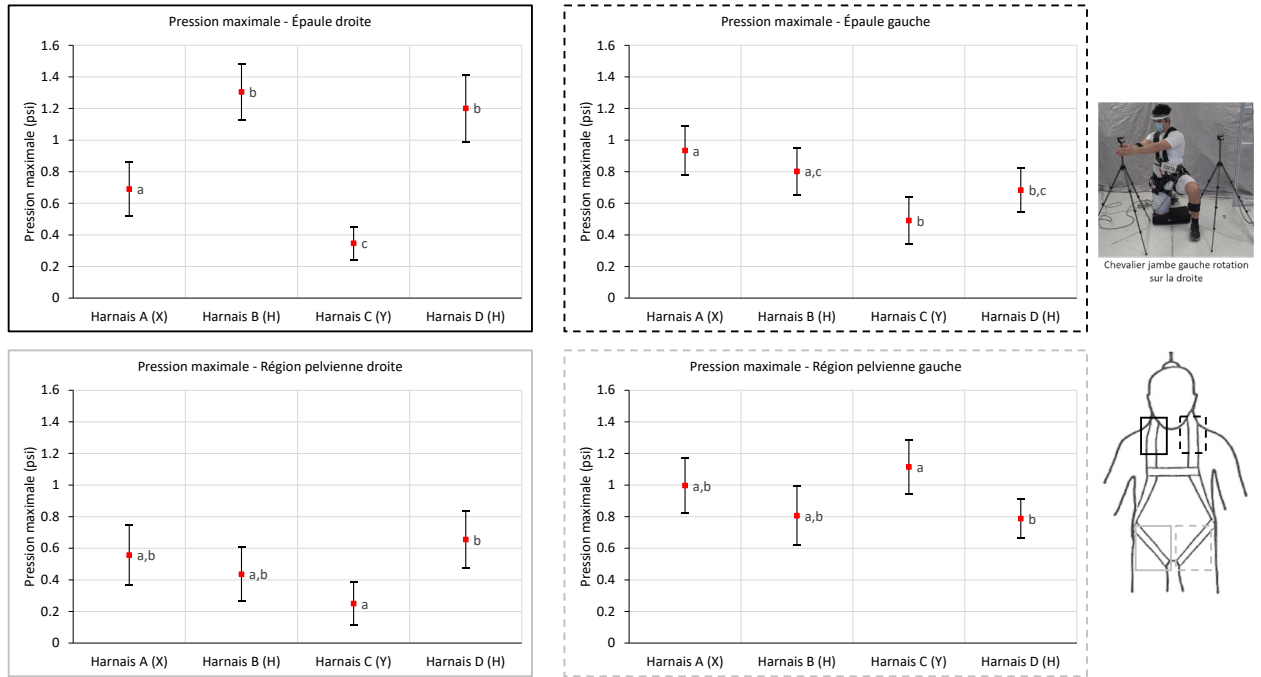 Pression maximale - Épaule droite
Pression maximale (psi)
1.6
1.4
1.2
1
0.8
0.6
0.4
0.2
0
a
b
c
b
Harnais A (X) Harnais B (H) Harnais C (Y) Harnais D (H)
Pression maximale - Épaule gauche
Pression maximale (psi)
1.6
1.4
1.2
1
0.8
0.6
0.4
0.2
0
a
a,c
b
b,c
Harnais A (X) Harnais B (H) Harnais C (Y) Harnais D (H)
Chevalier jambe gauche rotation
sur la droite
Pression maximale - Région pelvienne droite
Pression maximale (psi)
1.6
1.4
1.2
1
0.8
0.6
0.4
0.2
0
a,b
a,b
a
b
Harnais A (X) Harnais B (H) Harnais C (Y) Harnais D (H)
Pression maximale - Région pelvienne gauche
Pression maximale (psi)
1.6
1.4
1.2
1
0.8
0.6
0.4
0.2
0
a,b
a,b
a
b
Harnais A (X) Harnais B (H) Harnais C (Y) Harnais D (H)